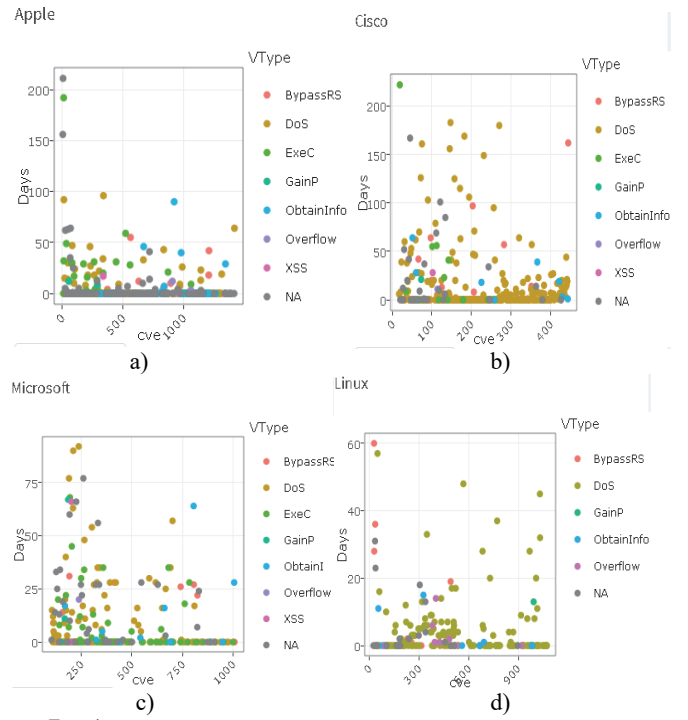 Apple
VType
BypassRS
DoS
ExeC
GainP
ObtainInfo
Overflow
XSS
NA
Days
200
150
100
50
0
0
500
1000
cve
a)
Cisco
VType
BypassRS
DoS
ExeC
GainP
ObtainInfo
Overflow
XSS
NA
Days
200
150
100
50
0
0
100
200
300
400
cve
b)
Microsoft
VType
BypassRS
DoS
ExeC
GainP
ObtainI
Overflow
XSS
NA
Days
75
50
25
0
250
500
750
1000
cve
c)
Linux
VType
BypassRS
DoS
GainP
ObtainInfo
Overflow
NA
Days
60
40
20
0
0
300
600
900
cve
d)